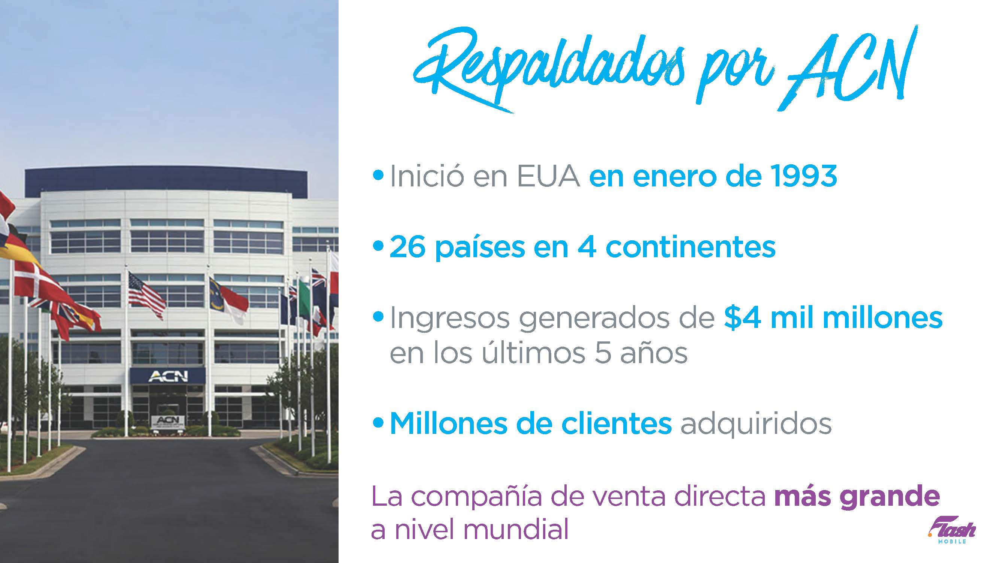 Respaldados por ACN
• Inició en EUA en enero de 1993
• 26 países en 4 continentes
• Ingresos generados de $4 mil millones
en los últimos 5 años
• Millones de clientes adquiridos
La compañía de venta directa más grande
a nivel mundial
Flash
MOBILE
ACN
ACN